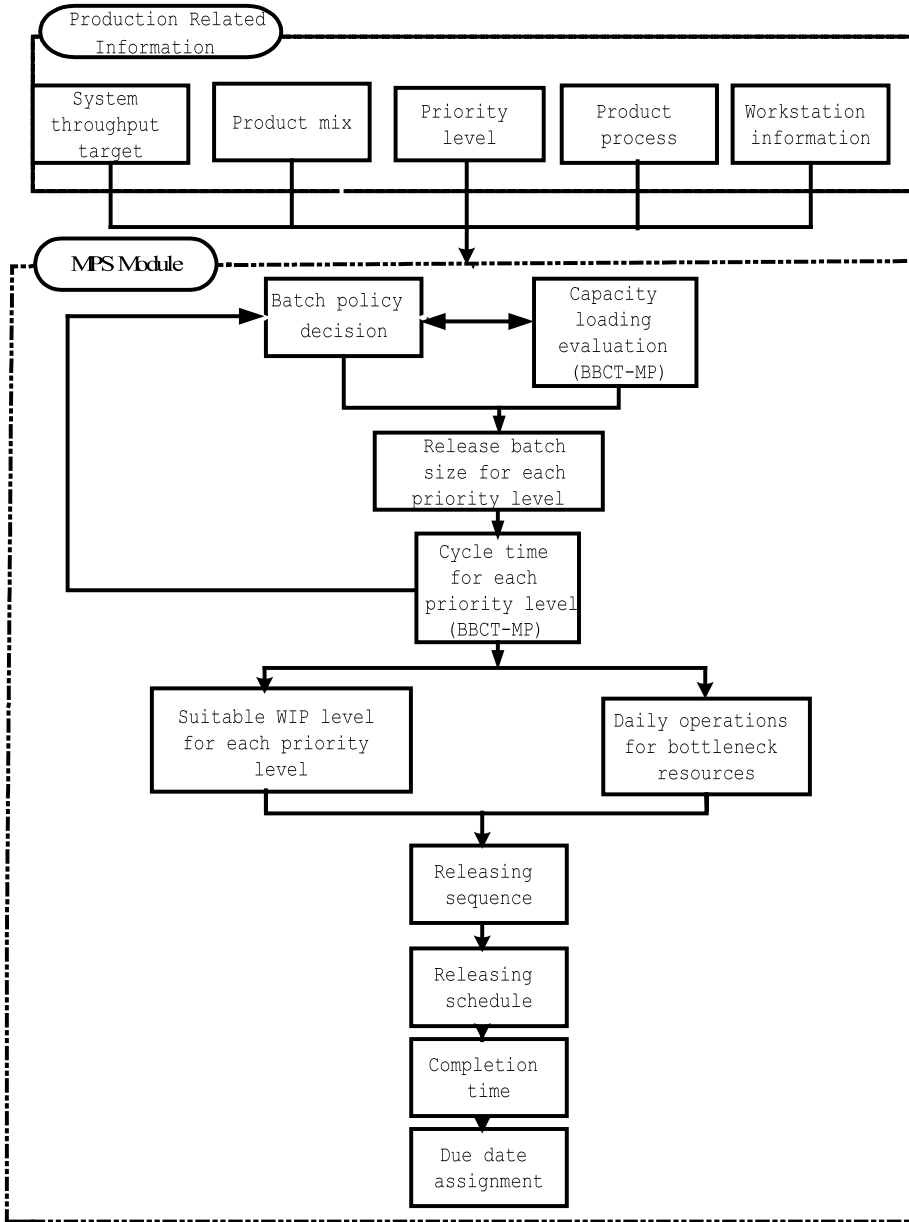 Production Related
Information
System
throughput
target
Product mix
Priority
level
Product
process
Workstation
information
MPS Module
Batch policy
decision
Capacity
loading
evaluation
(BBCT-MP)
Release batch
size for each
priority level
Cycle time
for each
priority level
(BBCT-MP)
Suitable WIP level
for each priority
level
Daily operations
for bottleneck
resources
Releasing
sequence
Releasing
schedule
Completion
time
Due date
assignment